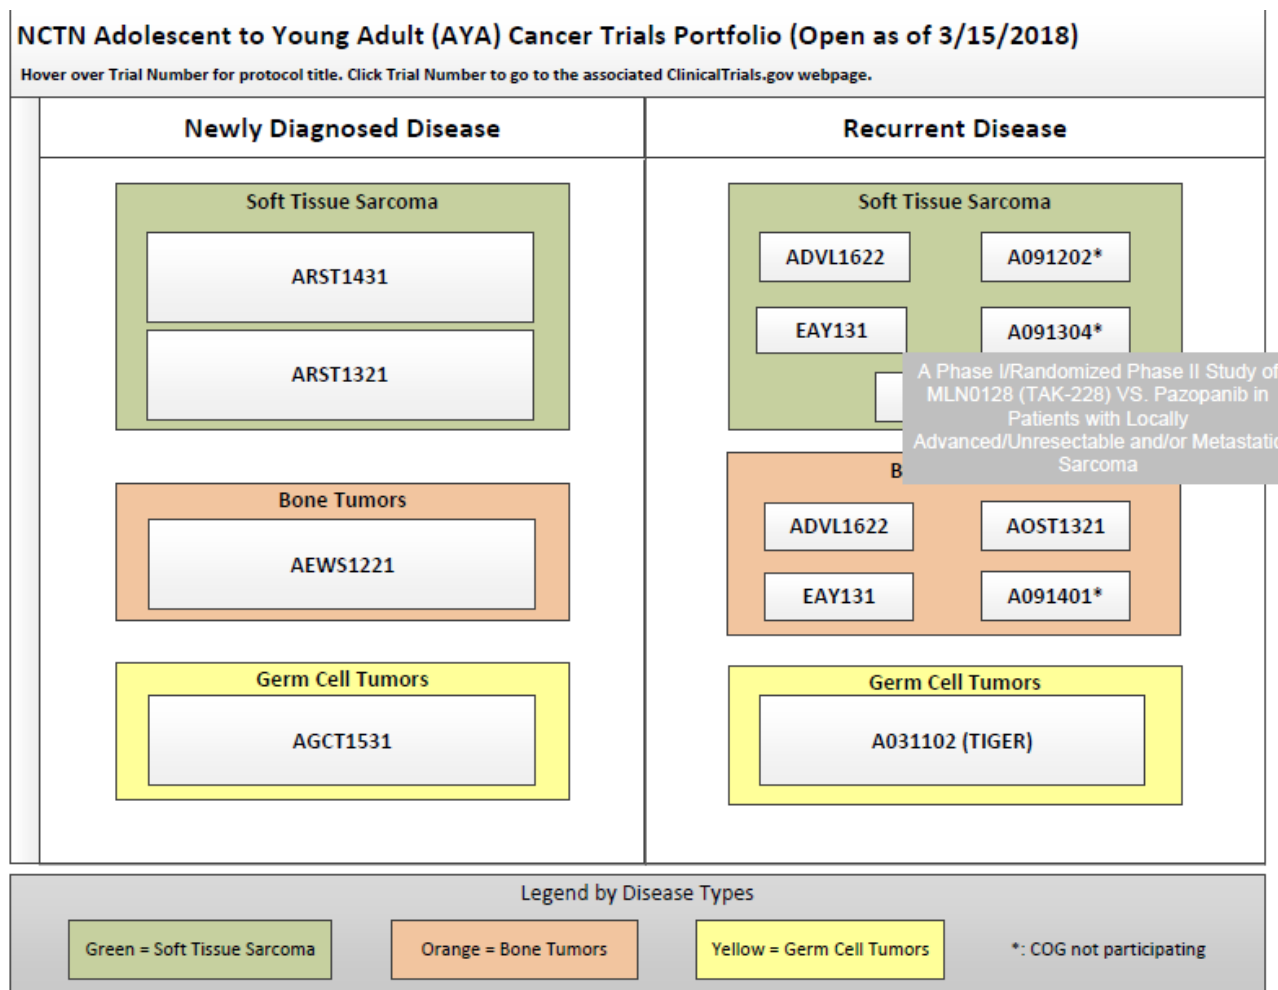 NCTN Adolescent to Young Adult (AYA) Cancer Trials Portfolio (Open as of 3/15/2018)
Hover over Trial Number for protocol title. Click Trial Number to go to the associated ClinicalTrials.gov webpage.
Newly Diagnosed Disease
Soft Tissue Sarcoma
ARST1431
ARST1321
Bone Tumors
AEWS1221
Germ Cell Tumors
AGCT1531
Recurrent Disease
Soft Tissue Sarcoma
ADVL1622
A091202*
EAY131
A091304*
A Phase I/Randomized Phase II Study of
MLN0128 (TAK-228) VS. Pazopanib in
Patients with Locally
Advanced/Unresectable and/or Metastatic
Sarcoma
B
ADVL1622
AOST1321
EAY131
A091401*
Germ Cell Tumors
A031102 (TIGER)
Legend by Disease Types
Green = Soft Tissue Sarcoma
Orange = Bone Tumors
Yellow = Germ Cell Tumors
*: COG not participating